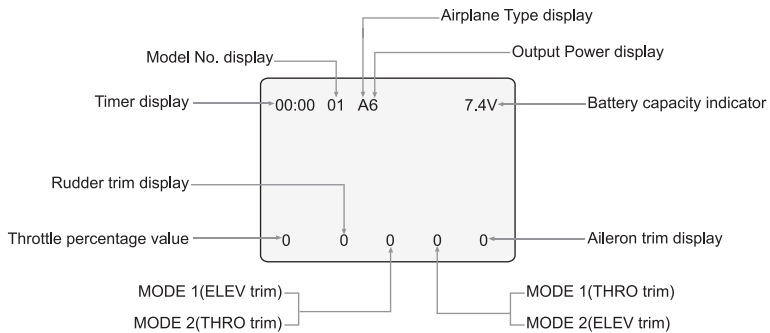 Airplane Type display
Output Power display
Model No. display
Timer display
00:00 01 A6 7.4V
Battery capacity indicator
Rudder trim display
Throttle percentage value
0 0 0 0 0
Aileron trim display
MODE 1(ELEV trim)
MODE 2(THRO trim)
MODE 1(THRO trim)
MODE 2(ELEV trim)